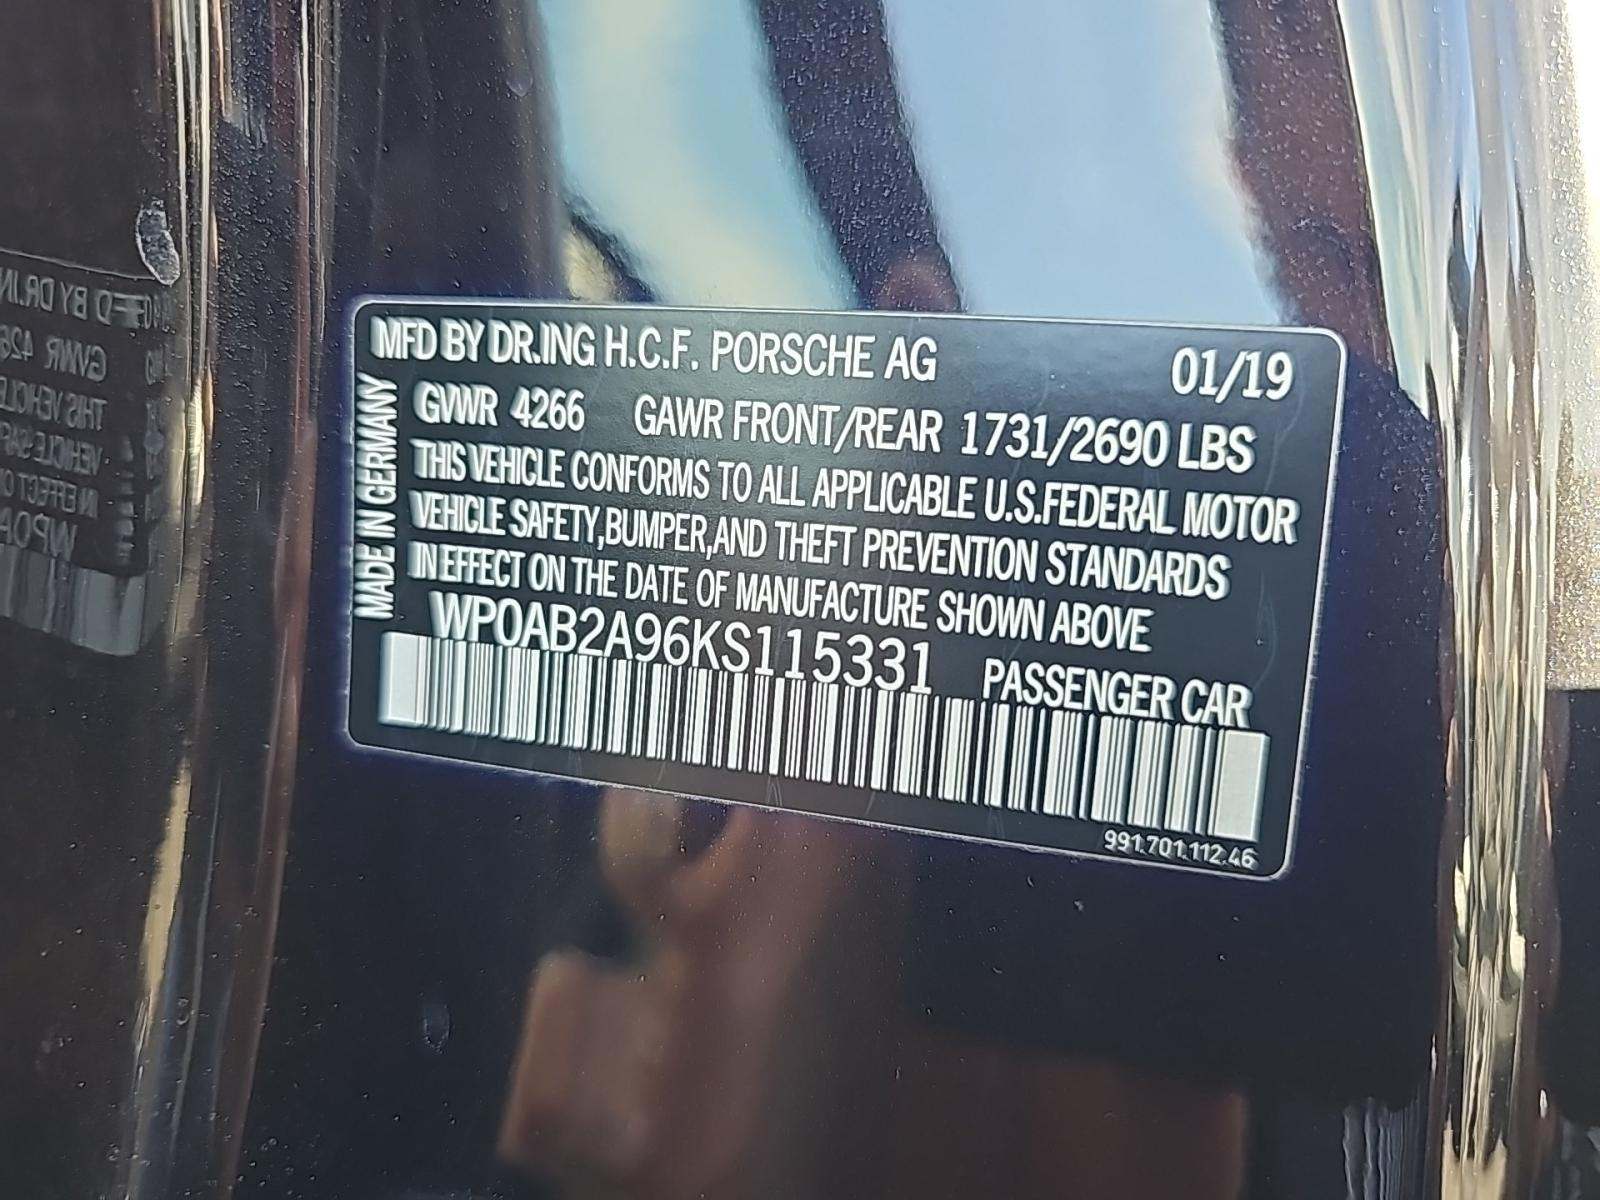 MFD BY DR.ING H.C.F. PORSCHE AG 01/19
GVWR 4266 GAWR FRONT/REAR 1731/2690 LBS
THIS VEHICLE CONFORMS TO ALL APPLICABLE U.S.FEDERAL MOTOR
VEHICLE SAFETY,BUMPER,AND THEFT PREVENTION STANDARDS
IN EFFECT ON THE DATE OF MANUFACTURE SHOWN ABOVE
WP0AB2A96KS115331 PASSENGER CAR
991.701.112.46
MADE IN GERMANY